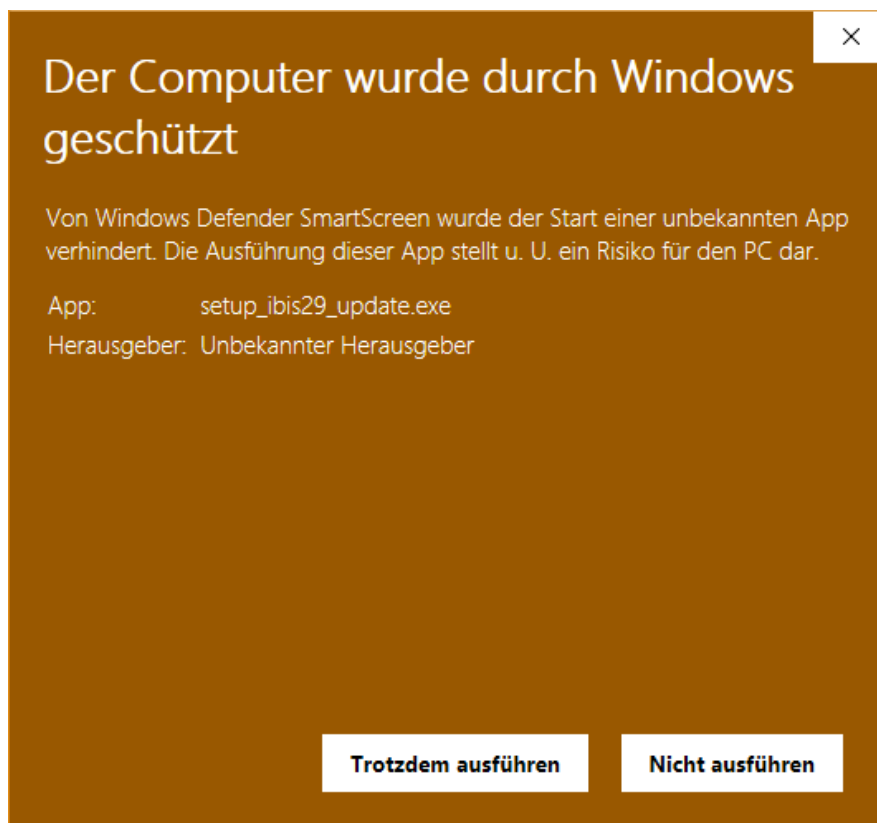 Der Computer wurde durch Windows
geschützt
Von Windows Defender SmartScreen wurde der Start einer unbekannten App
verhindert. Die Ausführung dieser App stellt u. U. ein Risiko für den PC dar.
App: setup_ibis29_update.exe
Herausgeber: Unbekannter Herausgeber
Trotzdem ausführen Nicht ausführen